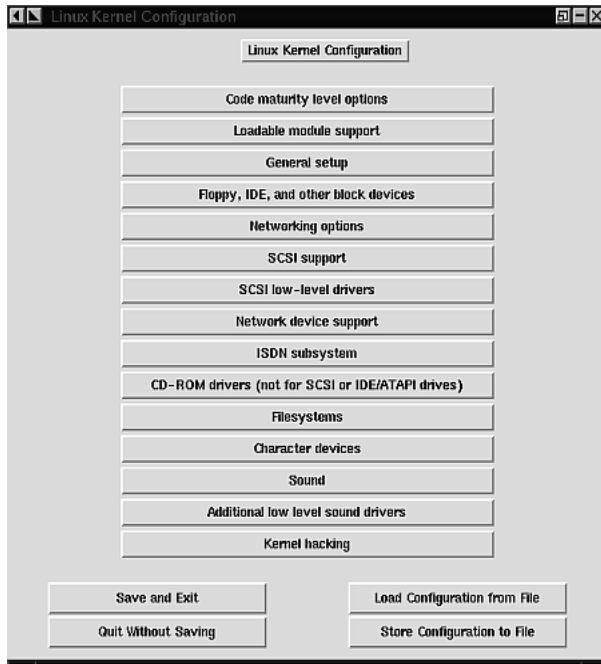 Linux Kernel Configuration
Linux Kernel Configuration
Code maturity level options
Loadable module support
General setup
Floppy, IDE, and other block devices
Networking options
SCSI support
SCSI low-level drivers
Network device support
ISDN subsystem
CD-ROM drivers (not for SCSI or IDE/ATAPI drives)
Filesystems
Character devices
Sound
Additional low level sound drivers
Kernel hacking
Save and Exit
Load Configuration from File
Quit Without Saving
Store Configuration to File